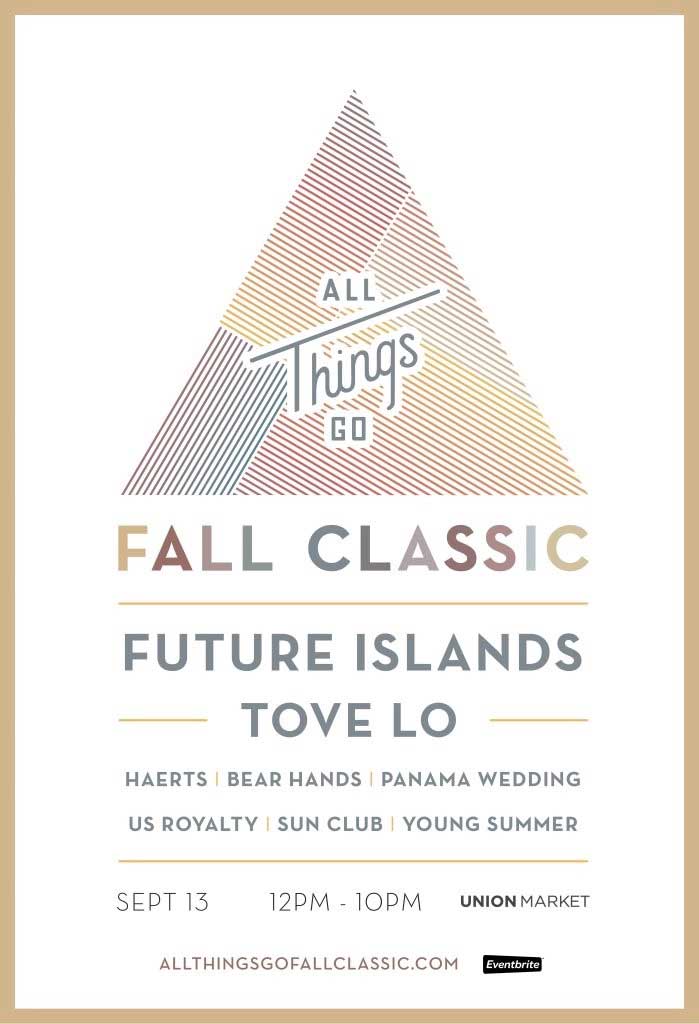 ALL
Things
GO
FALL CLASSIC
FUTURE ISLANDS
TOVE LO
HAERTS | BEAR HANDS | PANAMA WEDDING
US ROYALTY | SUN CLUB | YOUNG SUMMER
SEPT 13 12PM - 10PM UNION MARKET
ALLTHINGSGOFALLCLASSIC.COM Eventbrite